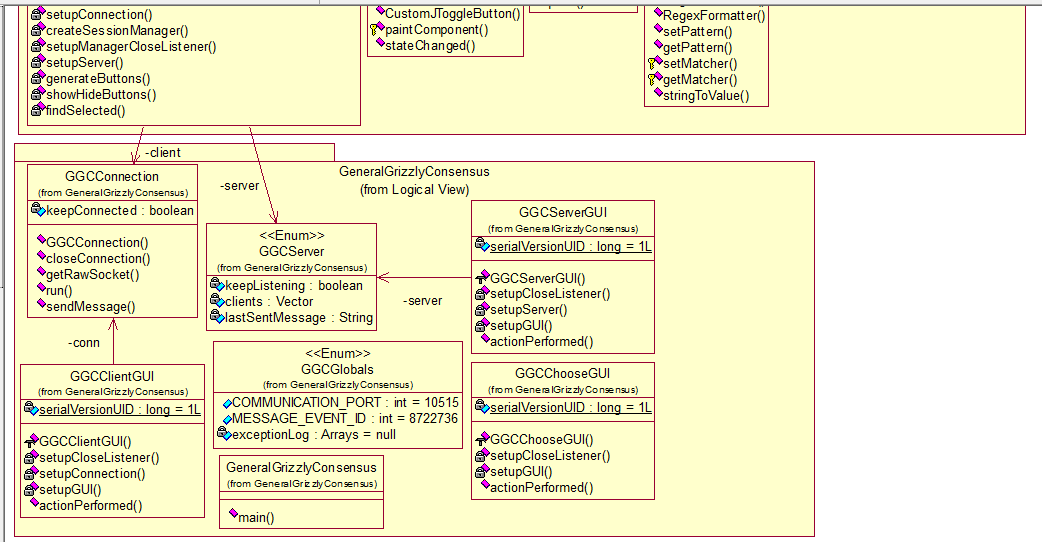 setupConnection()
createSessionManager()
setupManagerCloseListener()
setupServer()
generateButtons()
showHideButtons()
findSelected()
CustomJToggleButton()
paintComponent()
stateChanged()
RegexFormatter()
setPattern()
getPattern()
setMatcher()
getMatcher()
stringToValue()
-client
-server
GeneralGrizzlyConsensus
(from Logical View)
GGCConnection
(from GeneralGrizzlyConsensus)
keepConnected : boolean
GGCConnection()
closeConnection()
getRawSocket()
run()
sendMessage()
<<Enum>>
GGCServer
(from GeneralGrizzlyConsensus)
keepListening : boolean
clients : Vector
lastSentMessage : String
-server
GGCServerGUI
(from GeneralGrizzlyConsensus)
serialVersionUID : long = 1L
GGCServerGUI()
setupCloseListener()
setupServer()
setupGUI()
actionPerformed()
-conn
GGCClientGUI
(from GeneralGrizzlyConsensus)
serialVersionUID : long = 1L
GGCClientGUI()
setupCloseListener()
setupConnection()
setupGUI()
actionPerformed()
<<Enum>>
GGCGlobals
(from GeneralGrizzlyConsensus)
COMMUNICATION_PORT : int = 10515
MESSAGE_EVENT_ID : int = 8722736
exceptionLog : Arrays = null
GGCChooseGUI
(from GeneralGrizzlyConsensus)
serialVersionUID : long = 1L
GGCChooseGUI()
setupCloseListener()
setupGUI()
actionPerformed()
GeneralGrizzlyConsensus
(from GeneralGrizzlyConsensus)
main()